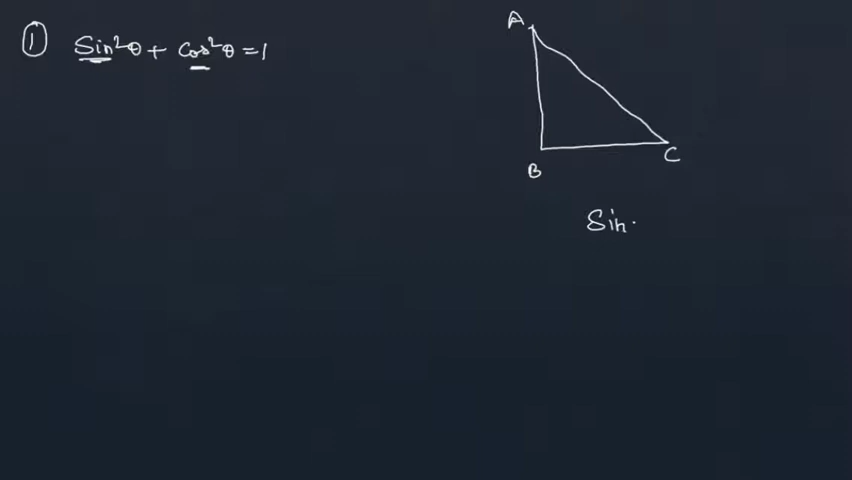 ① Sin²θ + cos²θ = 1
A
B
C
Sin